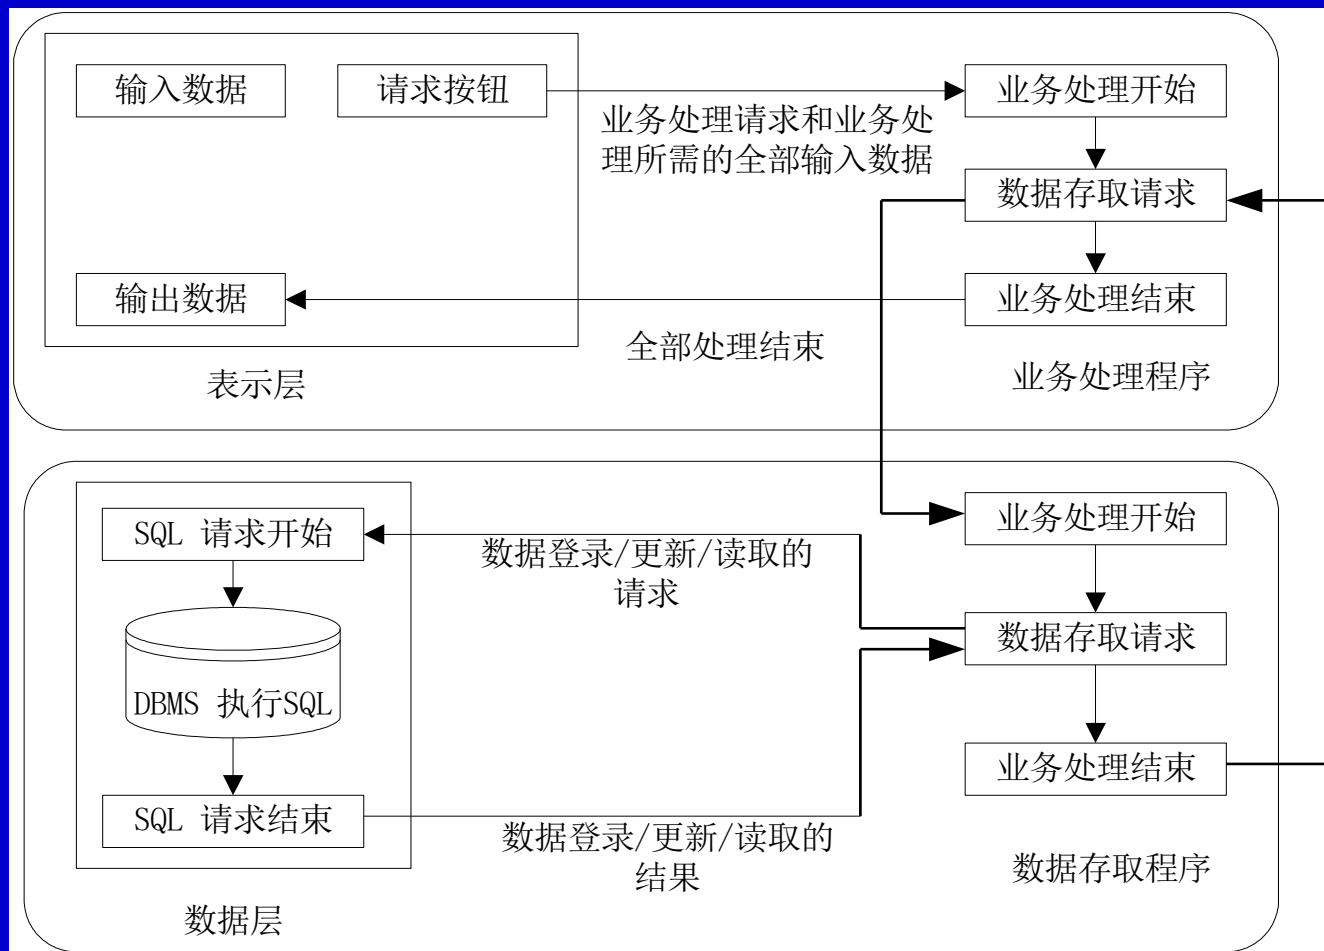 输入数据
请求按钮
业务处理开始
业务处理请求和业务处
理所需的全部输入数据
数据存取请求
输出数据
业务处理结束
全部处理结束
表示层
业务处理程序
SQL 请求开始
业务处理开始
数据登录/更新/读取的
请求
数据存取请求
DBMS 执行SQL
业务处理结束
SQL 请求结束
数据登录/更新/读取的
结果
数据存取程序
数据层